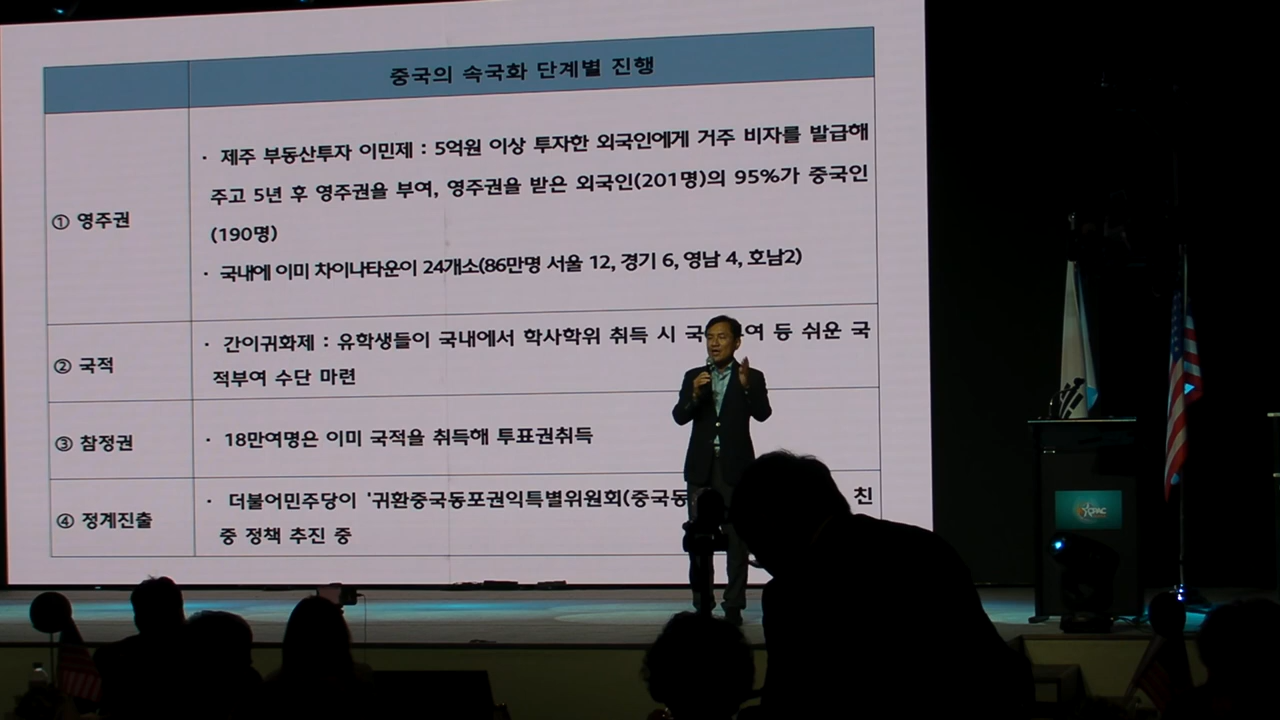 중국의 속국화 단계별 진행
① 영주권
· 제주 부동산투자 이민제 : 5억원 이상 투자한 외국인에게 거주 비자를 발급해
주고 5년 후 영주권을 부여, 영주권을 받은 외국인(201명)의 95%가 중국인
(190명)
· 국내에 이미 차이나타운이 24개소(86만명 서울 12, 경기 6, 영남 4, 호남2)
② 국적
· 간이귀화제 : 유학생들이 국내에서 학사학위 취득 시 여 등 쉬운 국
적부여 수단 마련
③ 참정권
· 18만여명은 이미 국적을 취득해 투표권취득
④ 정계진출
· 더불어민주당이 '귀환중국동포권익특별위원회(중국동 친
중 정책 추진 중
CPAC